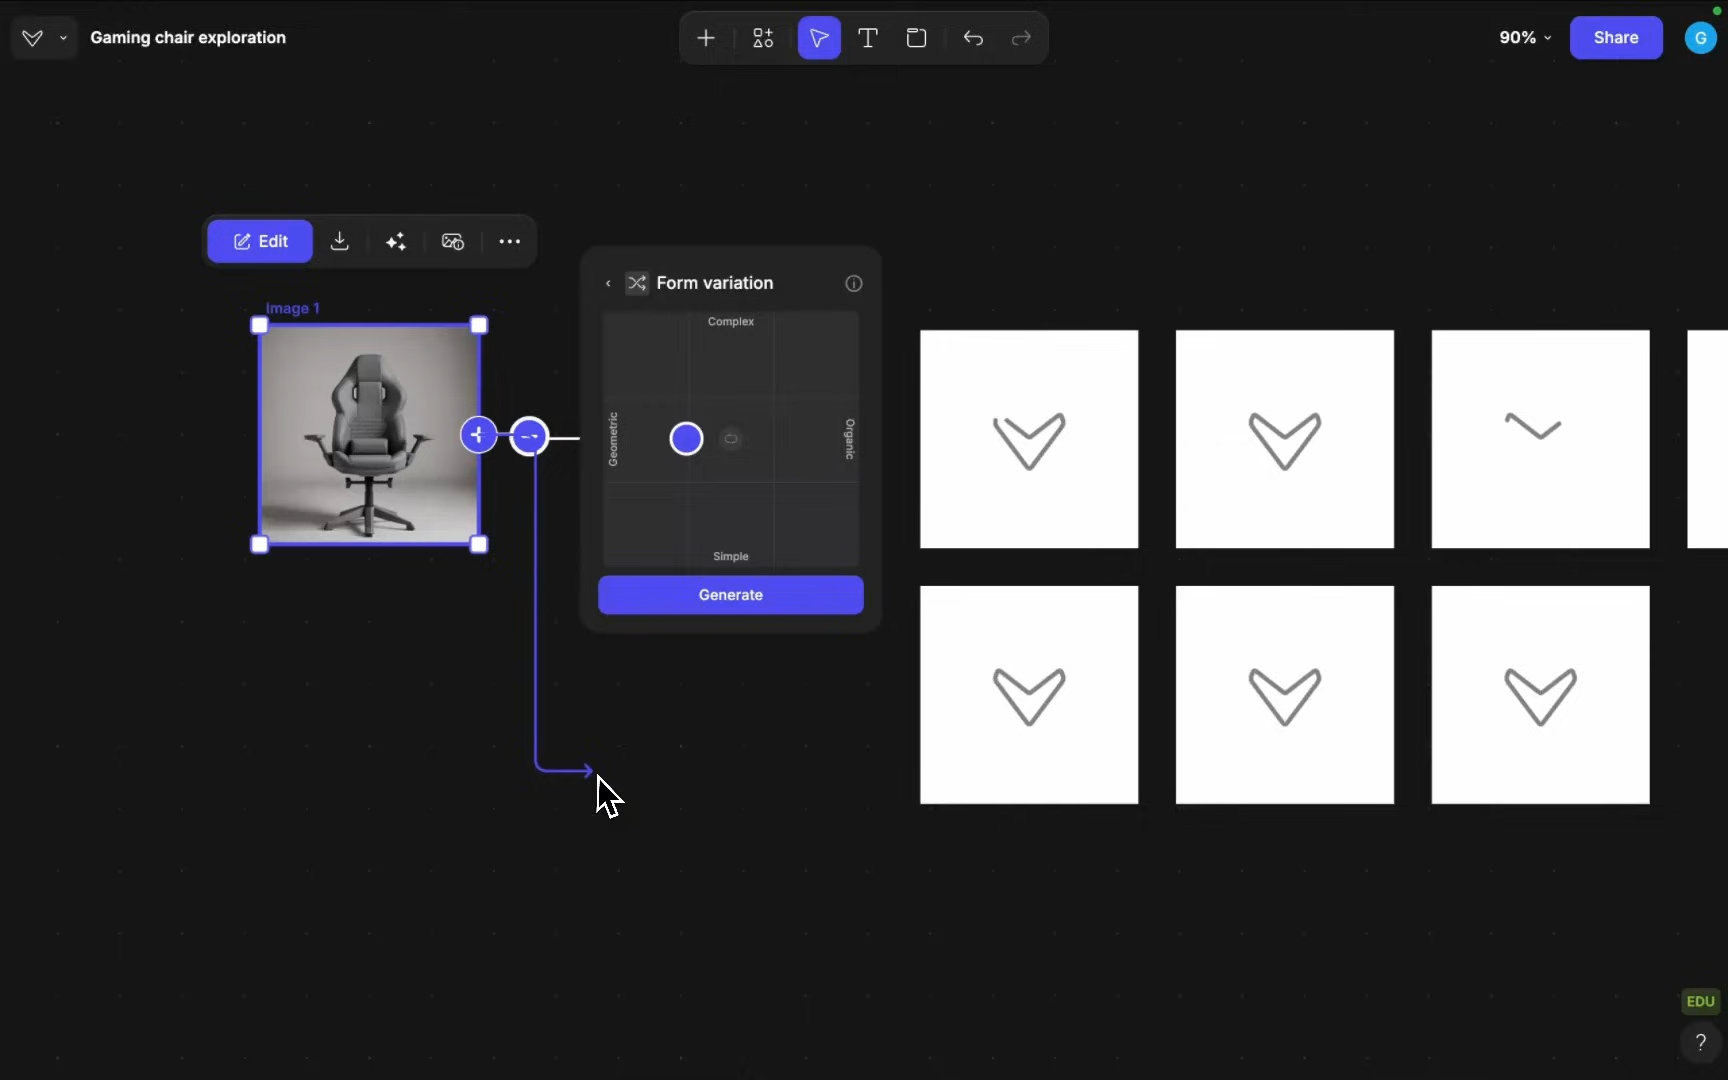 Gaming chair exploration
90%
Share
G
Edit
Image 1
Form variation
Complex
Geometric
Organic
Simple
Generate
EDU
?